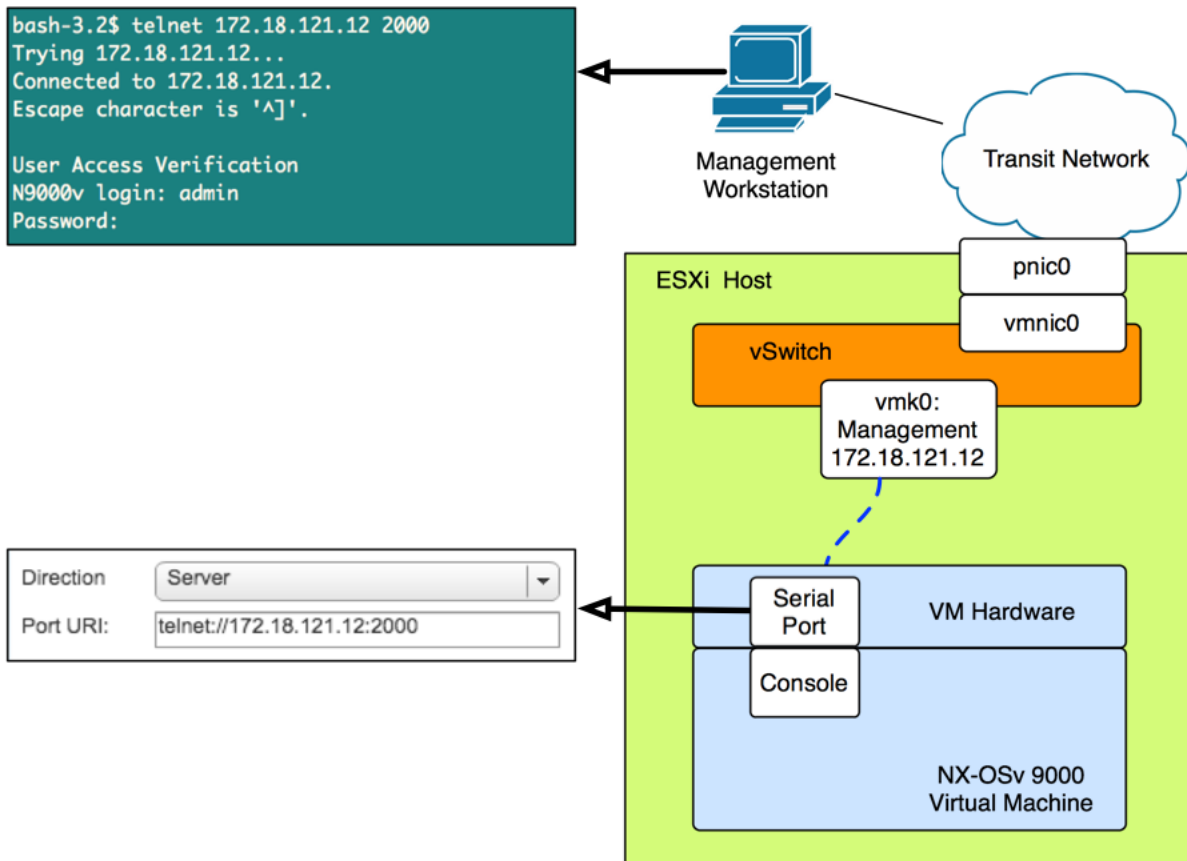 bash-3.2$ telnet 172.18.121.12 2000
Trying 172.18.121.12...
Connected to 172.18.121.12.
Escape character is '^]'.
User Access Verification
N9000v login: admin
Password:
Management
Workstation
Transit Network
ESXi Host
pnic0
vmnic0
vSwitch
vmk0:
Management
172.18.121.12
Direction
Server
Port URI:
telnet://172.18.121.12:2000
Serial
Port
VM Hardware
Console
NX-OSv 9000
Virtual Machine